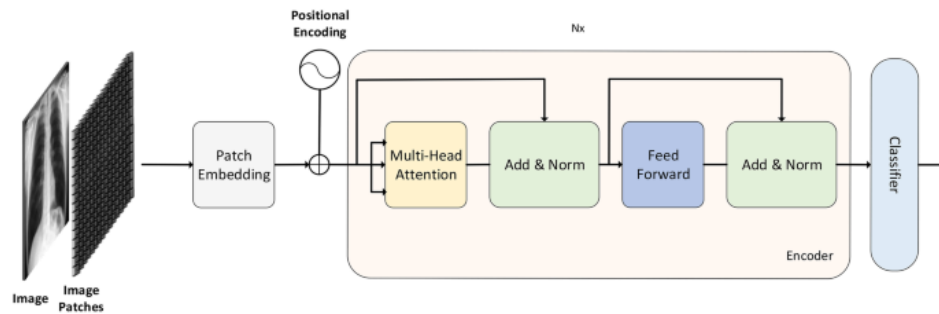 Positional
Encoding
Nx
Patch
Embedding
Multi-Head
Attention
Add & Norm
Feed
Forward
Add & Norm
Classifier
Encoder
Image
Image
Patches